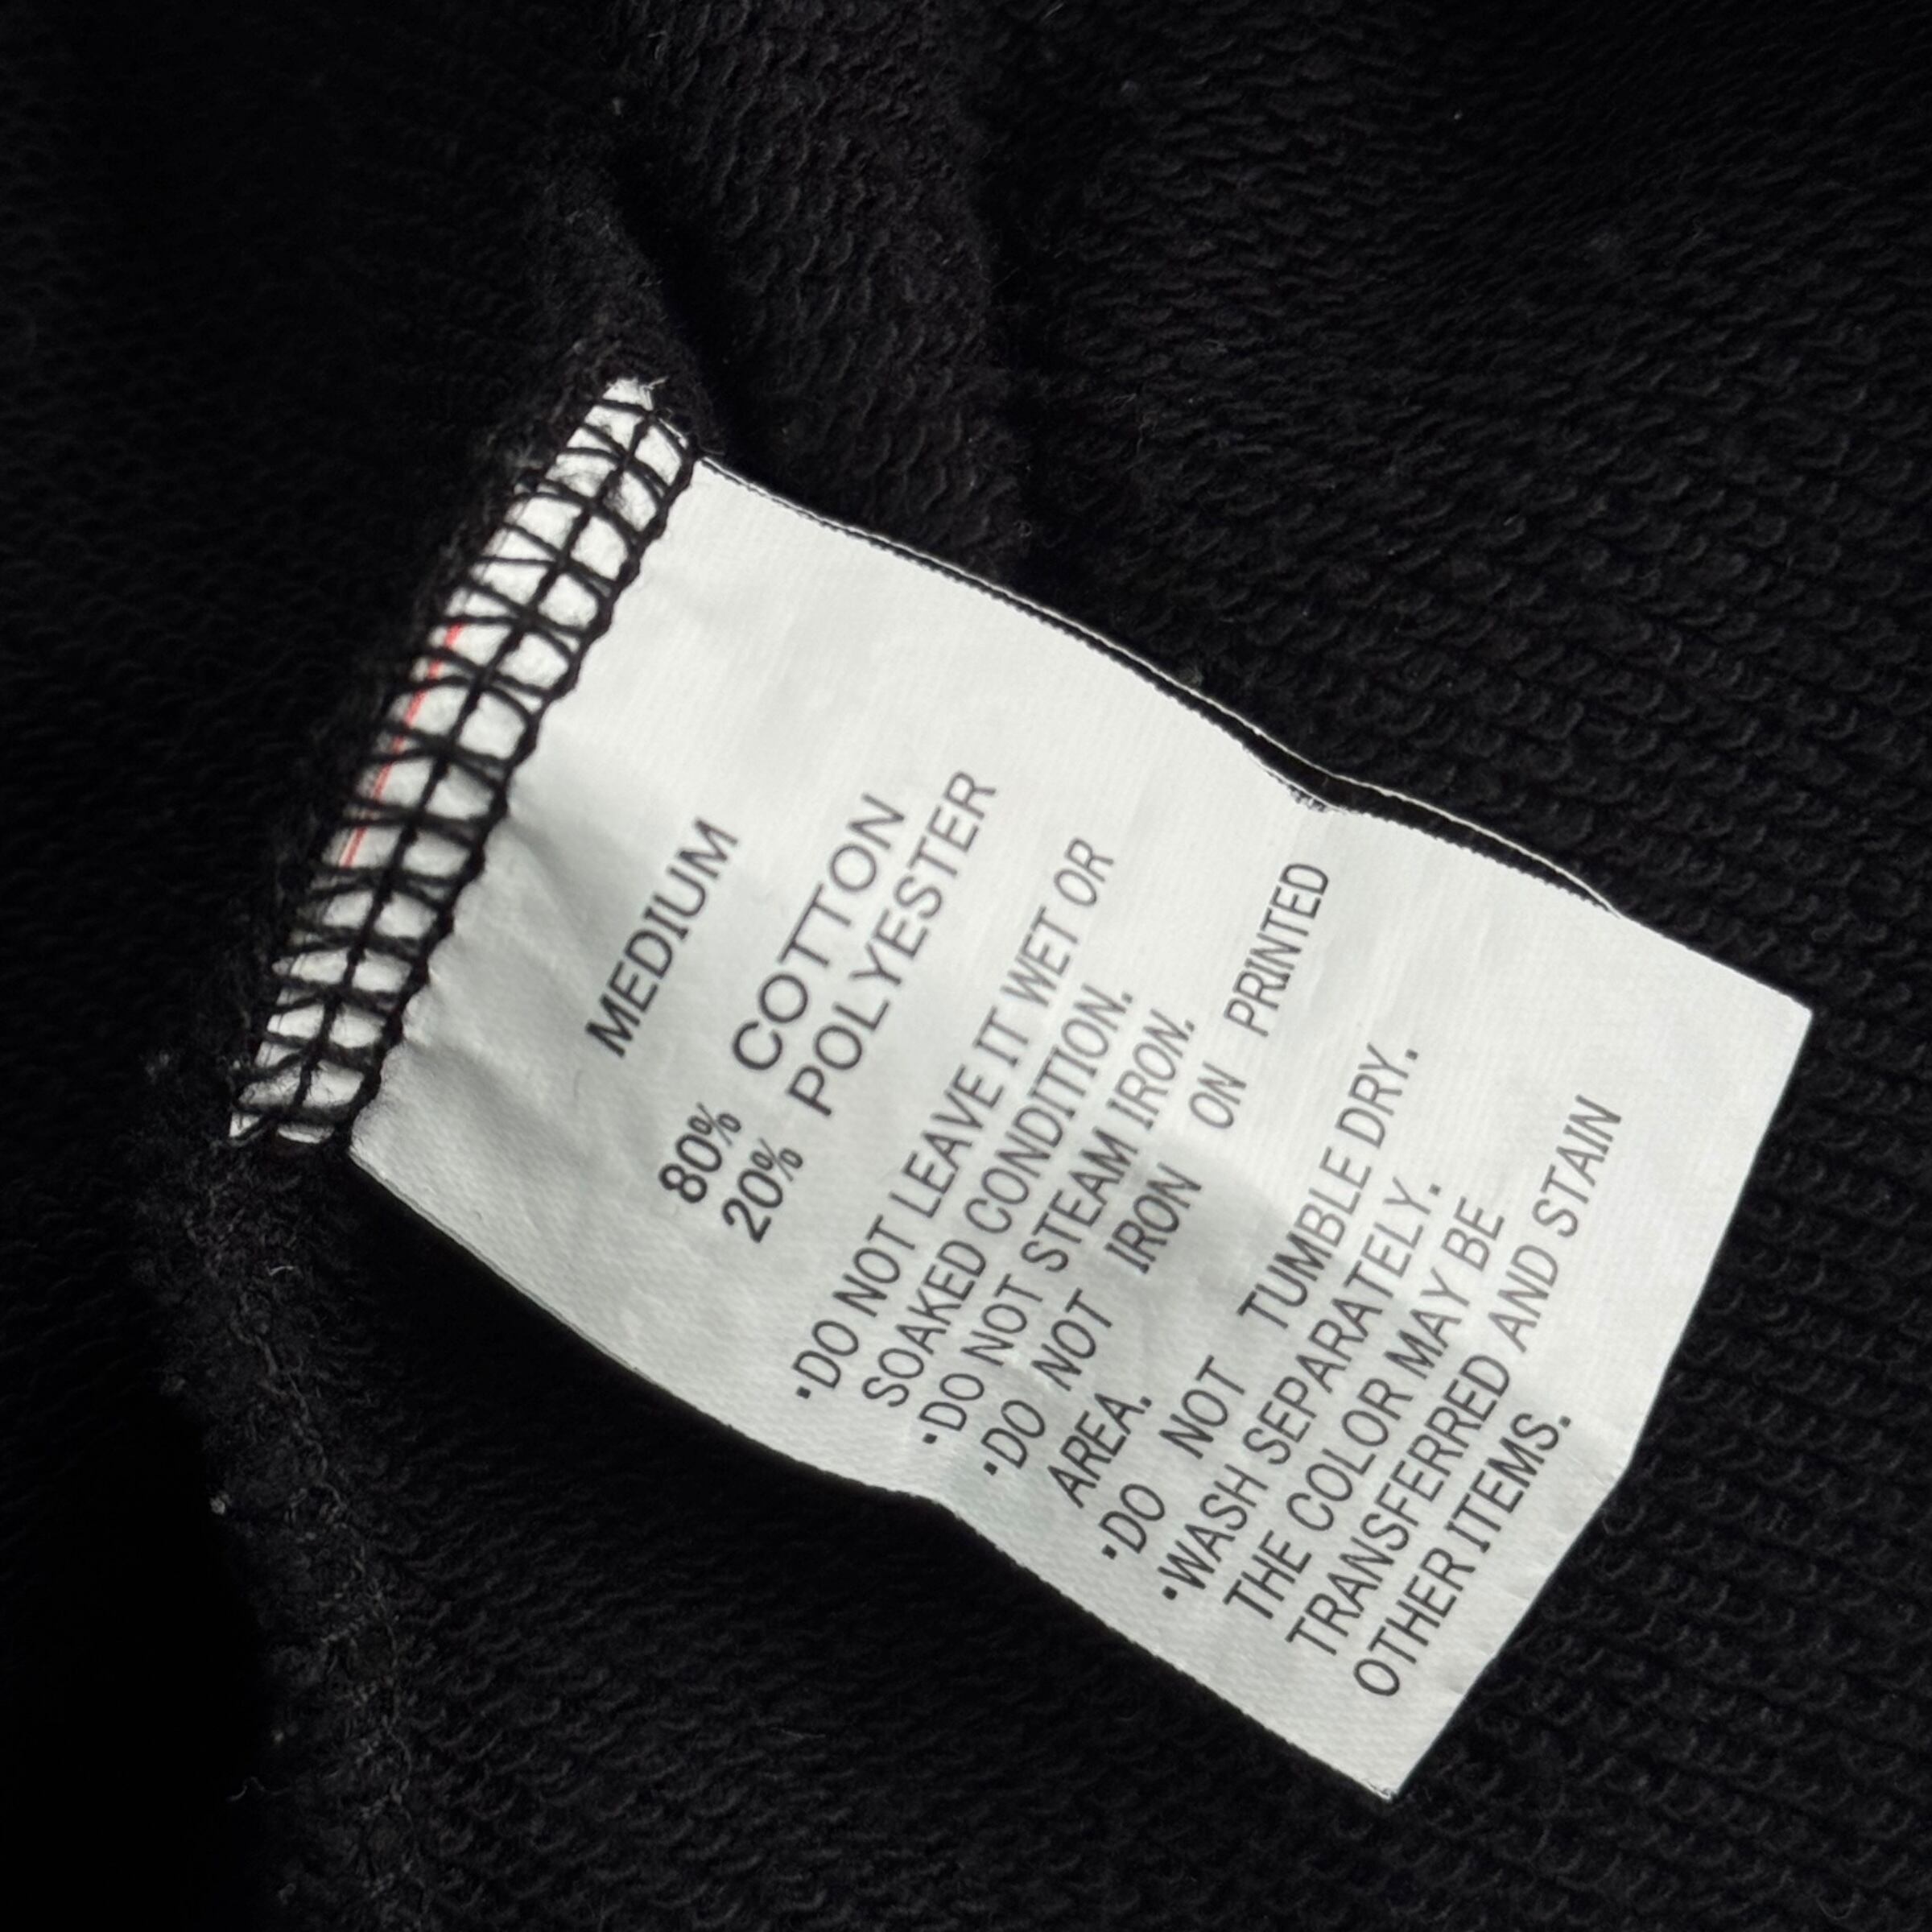 MEDIUM
80% COTTON
20% POLYESTER
·DO NOT LEAVE IT WET OR
SOAKED CONDITION.
·DO NOT STEAM IRON.
·DO NOT IRON ON PRINTED
AREA.
·DO NOT TUMBLE DRY.
·WASH SEPARATELY.
THE COLOR MAY BE
TRANSFERRED AND STAIN
OTHER ITEMS.